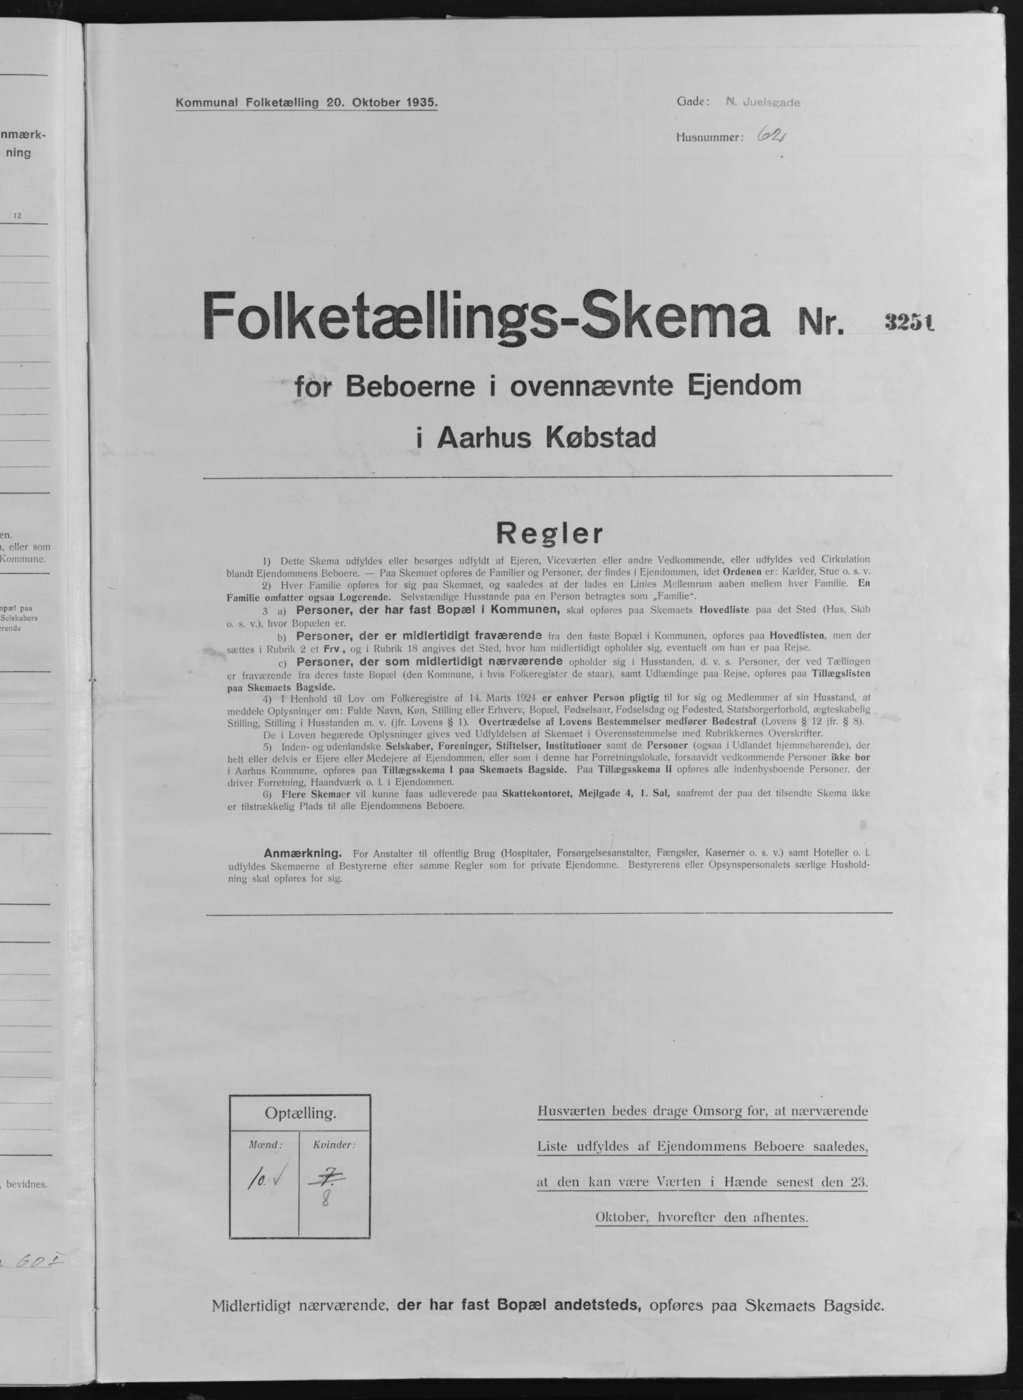 nmærk-
ning
12
en.
, eller som
Kommune.
opæl paa
Selskabers
erende
, bevidnes.
60 I
Kommunal Folketælling 20. Oktober 1935.
Gade: N. Juelsgade
Husnummer: 62
Folketællings-Skema Nr. 3251
for Beboerne i ovennævnte Ejendom
i Aarhus Købstad
Regler
1) Dette Skema udfyldes eller besørges udfyldt af Ejeren, Viceværten eller andre Vedkommende, eller udfyldes ved Cirkulation
blandt Ejendommens Beboere. — Paa Skemaet opføres de Familier og Personer, der findes i Ejendommen, idet Ordenen er: Kælder, Stue o. s. v.
2) Hver Familie opføres for sig paa Skemaet, og saaledes at der lades en Linies Mellemrum aaben mellem hver Familie. En
Familie omfatter ogsaa Logerende. Selvstændige Husstande paa en Person betragtes som „Familie“.
3 a) Personer, der har fast Bopæl i Kommunen, skal opføres paa Skemaets Hovedliste paa det Sted (Hus, Skib
o. s. v.), hvor Bopælen er.
b) Personer, der er midlertidigt fraværende fra den faste Bopæl i Kommunen, opføres paa Hovedlisten, men der
sættes i Rubrik 2 et Frv., og i Rubrik 18 angives det Sted, hvor han midlertidigt opholder sig, eventuelt om han er paa Rejse.
c) Personer, der som midlertidigt nærværende opholder sig i Husstanden, d. v. s. Personer, der ved Tællingen
er fraværende fra deres faste Bopæl (den Kommune, i hvis Folkeregister de staar), samt Udlændinge paa Rejse, opføres paa Tillægslisten
paa Skemaets Bagside.
4) I Henhold til Lov om Folkeregistre af 14. Marts 1924 er enhver Person pligtig til for sig og Medlemmer af sin Husstand, at
meddele Oplysninger om: Fulde Navn, Køn, Stilling eller Erhverv, Bopæl, Fødselsaar, Fødselsdag og Fødested, Statsborgerforhold, ægteskabelig
Stilling, Stilling i Husstanden m. v. (jfr. Lovens § 1). Overtrædelse af Lovens Bestemmelser medfører Bødestraf (Lovens § 12 jfr. § 8).
De i Loven begærede Oplysninger gives ved Udfyldelsen af Skemaet i Overensstemmelse med Rubrikkernes Overskrifter.
5) Inden- og udenlandske Selskaber, Foreninger, Stiftelser, Institutioner samt de Personer (ogsaa i Udlandet hjemmehørende), der
helt eller delvis er Ejere eller Medejere af Ejendommen, eller som i denne har Forretningslokale, forsaavidt vedkommende Personer ikke bor
i Aarhus Kommune, opføres paa Tillægsskema I paa Skemaets Bagside. Paa Tillægsskema II opføres alle indenbysboende Personer, der
driver Forretning, Haandværk o. l. i Ejendommen.
6) Flere Skemaer vil kunne faas udleverede paa Skattekontoret, Mejlgade 4, 1. Sal, saafremt der paa det tilsendte Skema ikke
er tilstrækkelig Plads til alle Ejendommens Beboere.
Anmærkning. For Anstalter til offentlig Brug (Hospitaler, Forsørgelsesanstalter, Fængsler, Kaserner o. s. v.) samt Hoteller o. l.
udfyldes Skemaerne af Bestyrerne efter samme Regler som for private Ejendomme. Bestyrerens eller Opsynspersonalets særlige Hushold-
ning skal opføres for sig.
Optælling.
Mænd: Kvinder:
10. √ 7.
8
Husværten bedes drage Omsorg for, at nærværende
Liste udfyldes af Ejendommens Beboere saaledes,
at den kan være Værten i Hænde senest den 23.
Oktober, hvorefter den afhentes.
Midlertidigt nærværende, der har fast Bopæl andetsteds, opføres paa Skemaets Bagside.